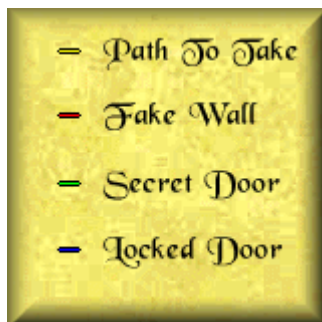 Path To Take
Fake Wall
Secret Door
Locked Door